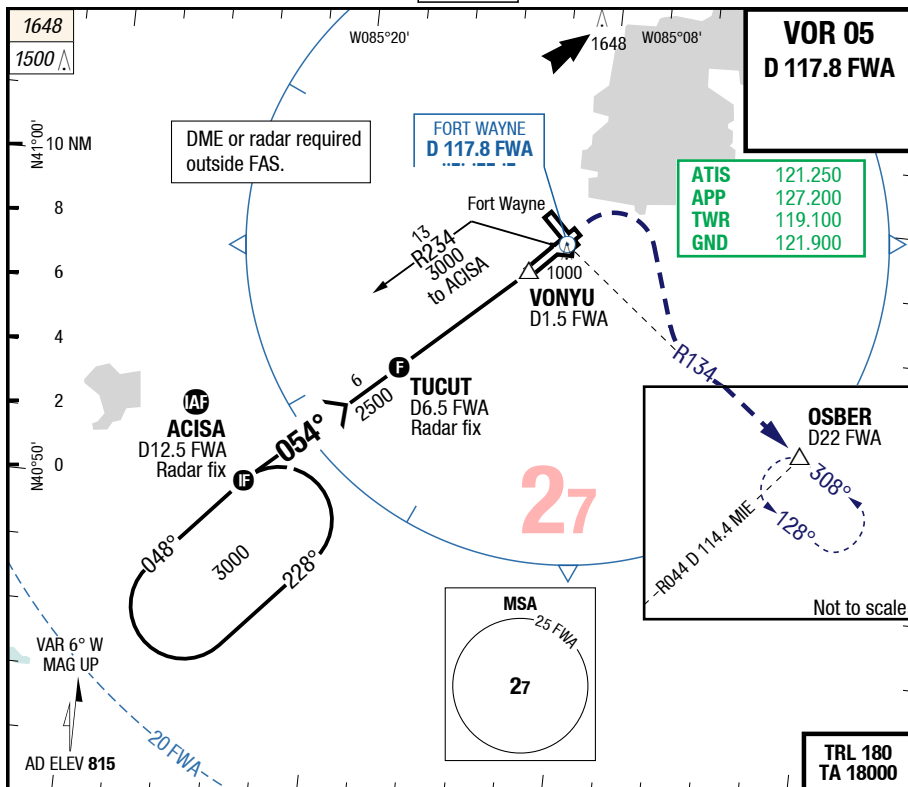 1648
1500
W085°20'
1648
W085°08'
VOR 05
D 117.8 FWA
N41°00'
10 NM
8
6
4
2
0
N40°50'
DME or radar required
outside FAS.
FORT WAYNE
D 117.8 FWA
ATIS 121.250
APP 127.200
TWR 119.100
GND 121.900
Fort Wayne
13
R234
3000
to ACISA
1000
VONYU
D1.5 FWA
F
TUCUT
D6.5 FWA
Radar fix
6
2500
054°
IAF
ACISA
D12.5 FWA
Radar fix
IF
048°
3000
228°
R134
OSBER
D22 FWA
308°
128°
R044 D 114.4 MIE
Not to scale
27
MSA
25 FWA
27
VAR 6° W
MAG UP
AD ELEV 815
20 FWA
TRL 180
TA 18000